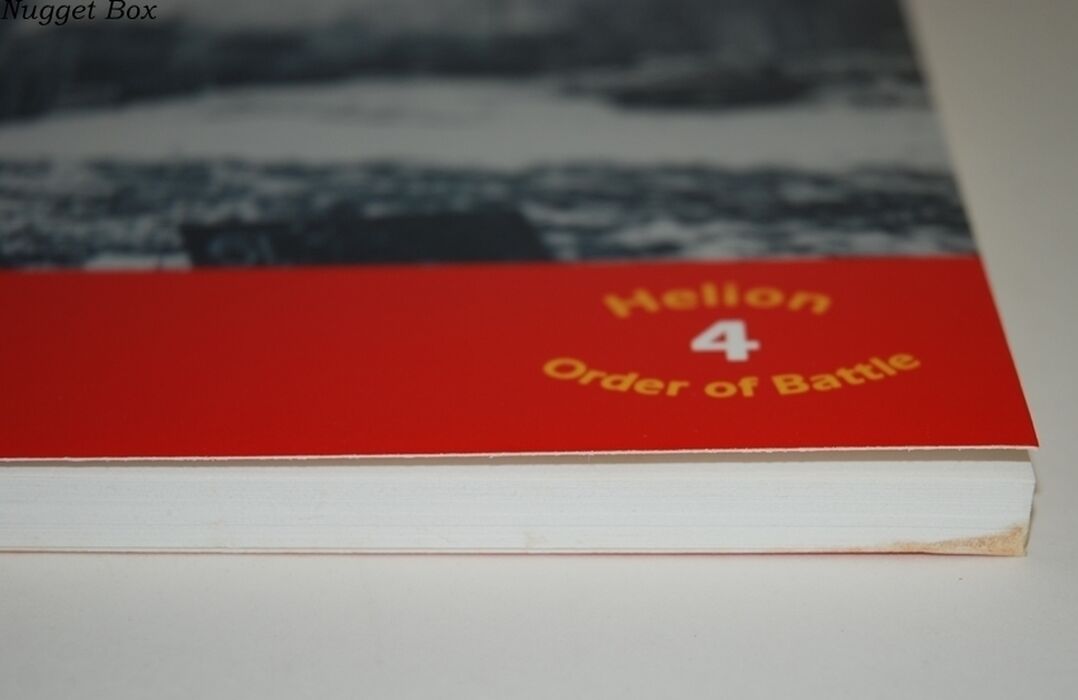 Nugget Box
Helion
4
Order of Battle